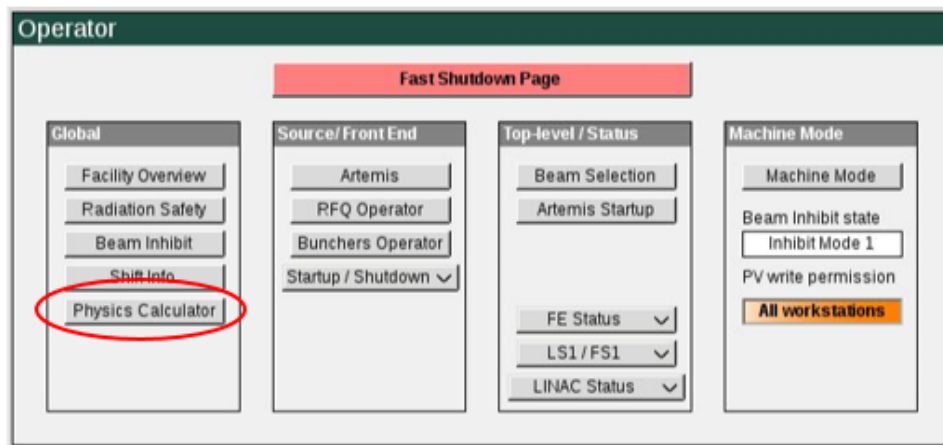 Operator
Fast Shutdown Page
Global
Facility Overview
Radiation Safety
Beam Inhibit
Shift Info
Physics Calculator
Source/Front End
Artemis
RFQ Operator
Bunchers Operator
Startup / Shutdown
Top-level / Status
Beam Selection
Artemis Startup
FE Status
LS1 / FS1
LINAC Status
Machine Mode
Machine Mode
Beam Inhibit state
Inhibit Mode 1
PV write permission
All workstations